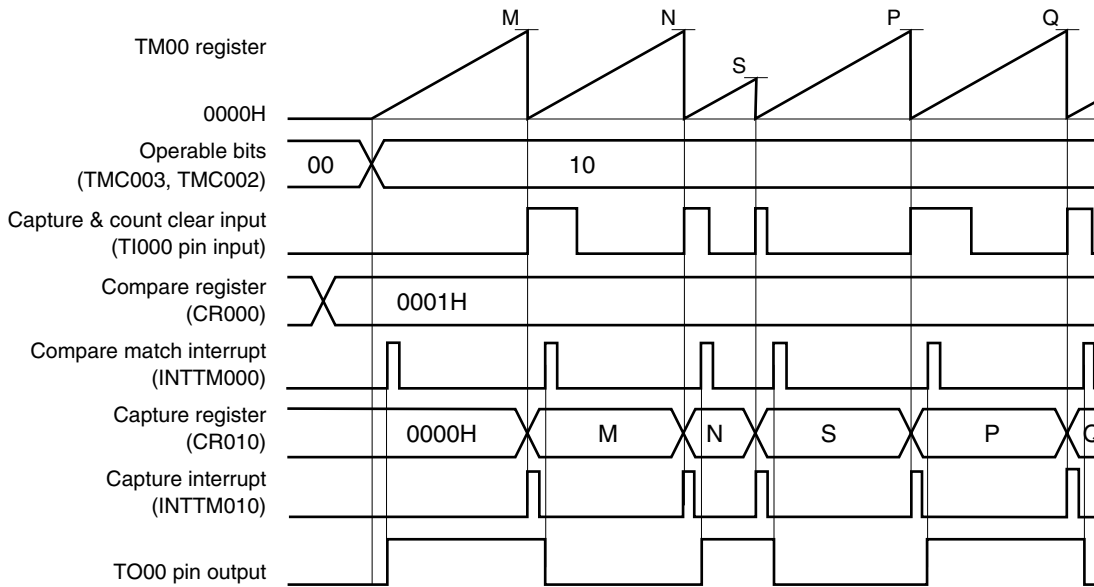 M N P Q
TM00 register
S
0000H
Operable bits
(TMC003, TMC002)
00 10
Capture & count clear input
(TI000 pin input)
Compare register
(CR000)
0001H
Compare match interrupt
(INTTM000)
Capture register
(CR010)
0000H M N S P Q
Capture interrupt
(INTTM010)
TO00 pin output